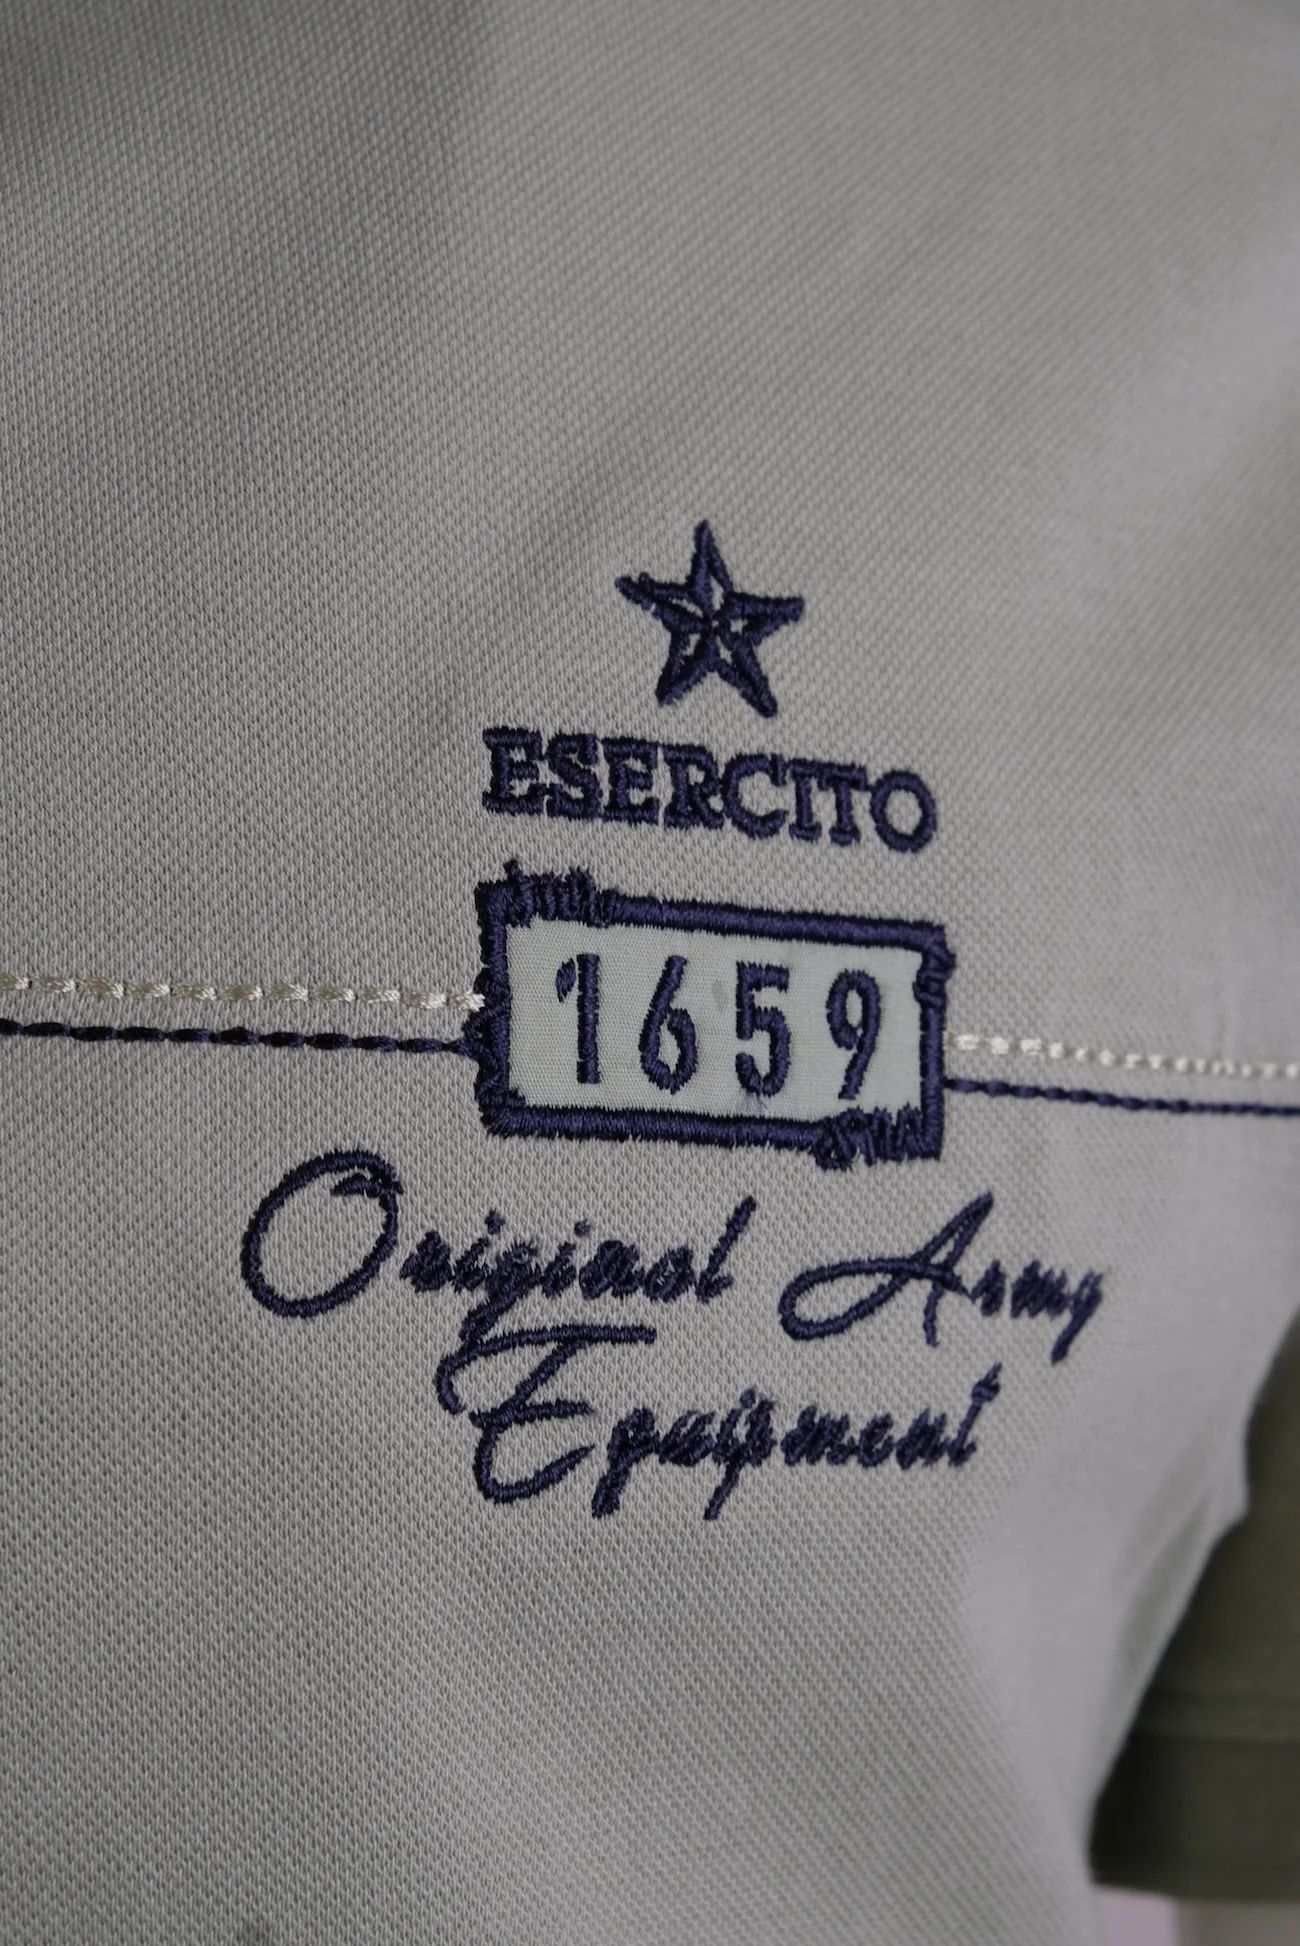 ESERCITO
1659
Original Army
Equipment